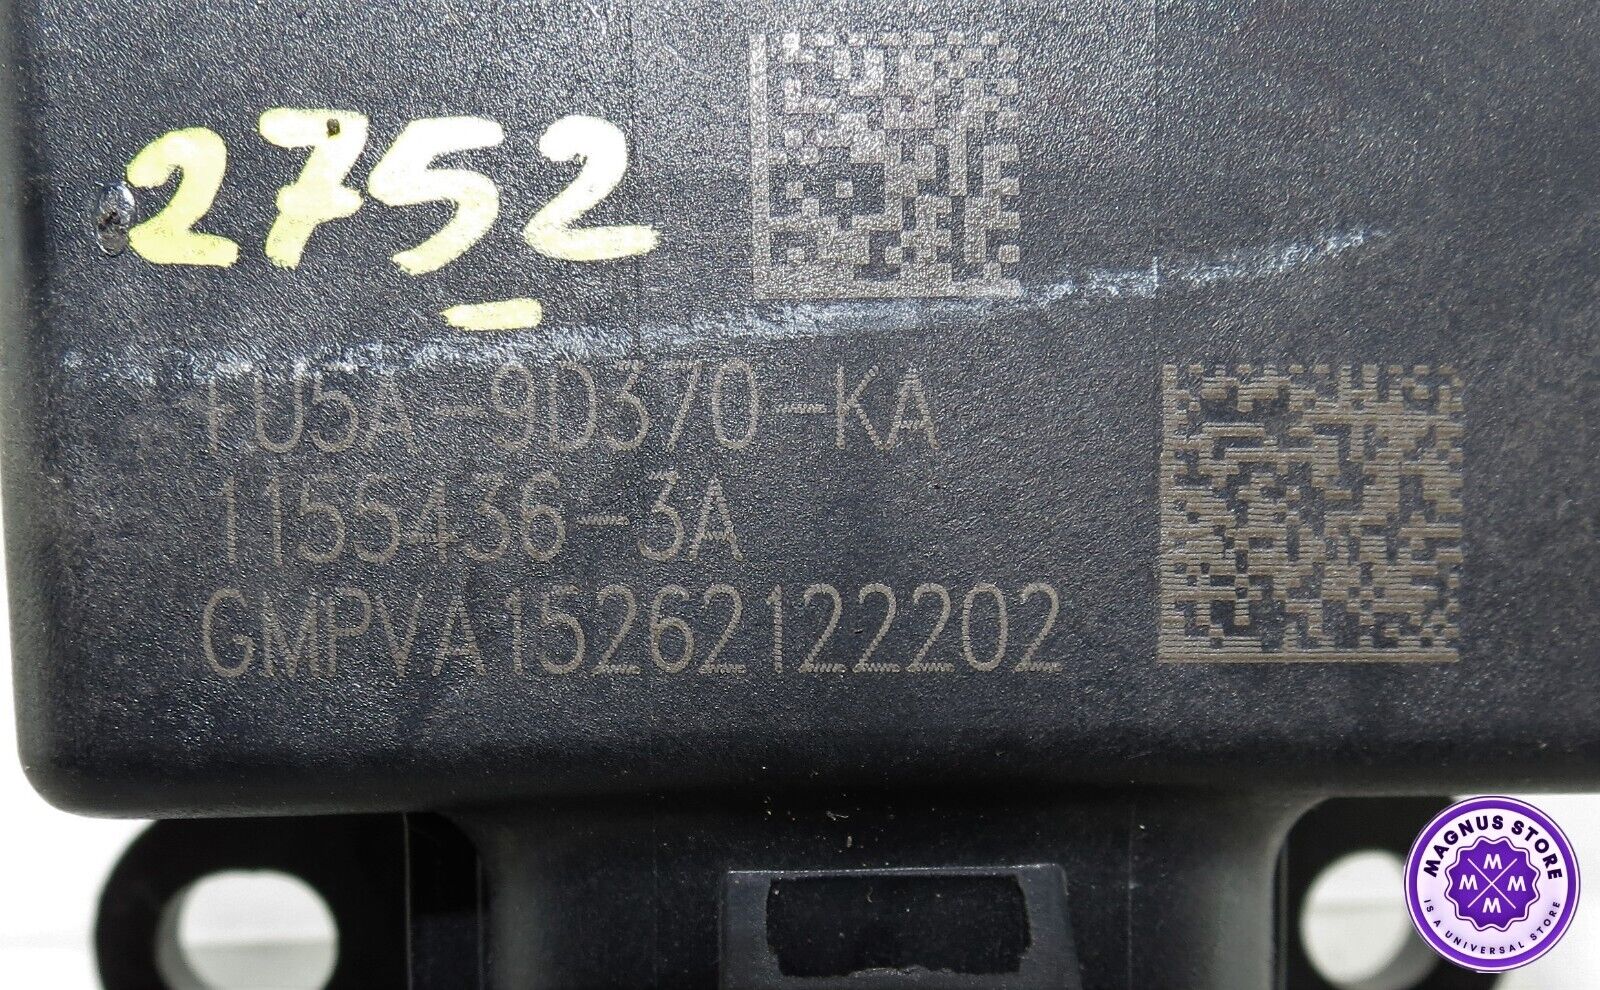 2752
FU5A-9D370-KA
1155436-3A
GMPVA15262122202
MAGNUS STORE
M
M M
M
IS A UNIVERSAL STORE